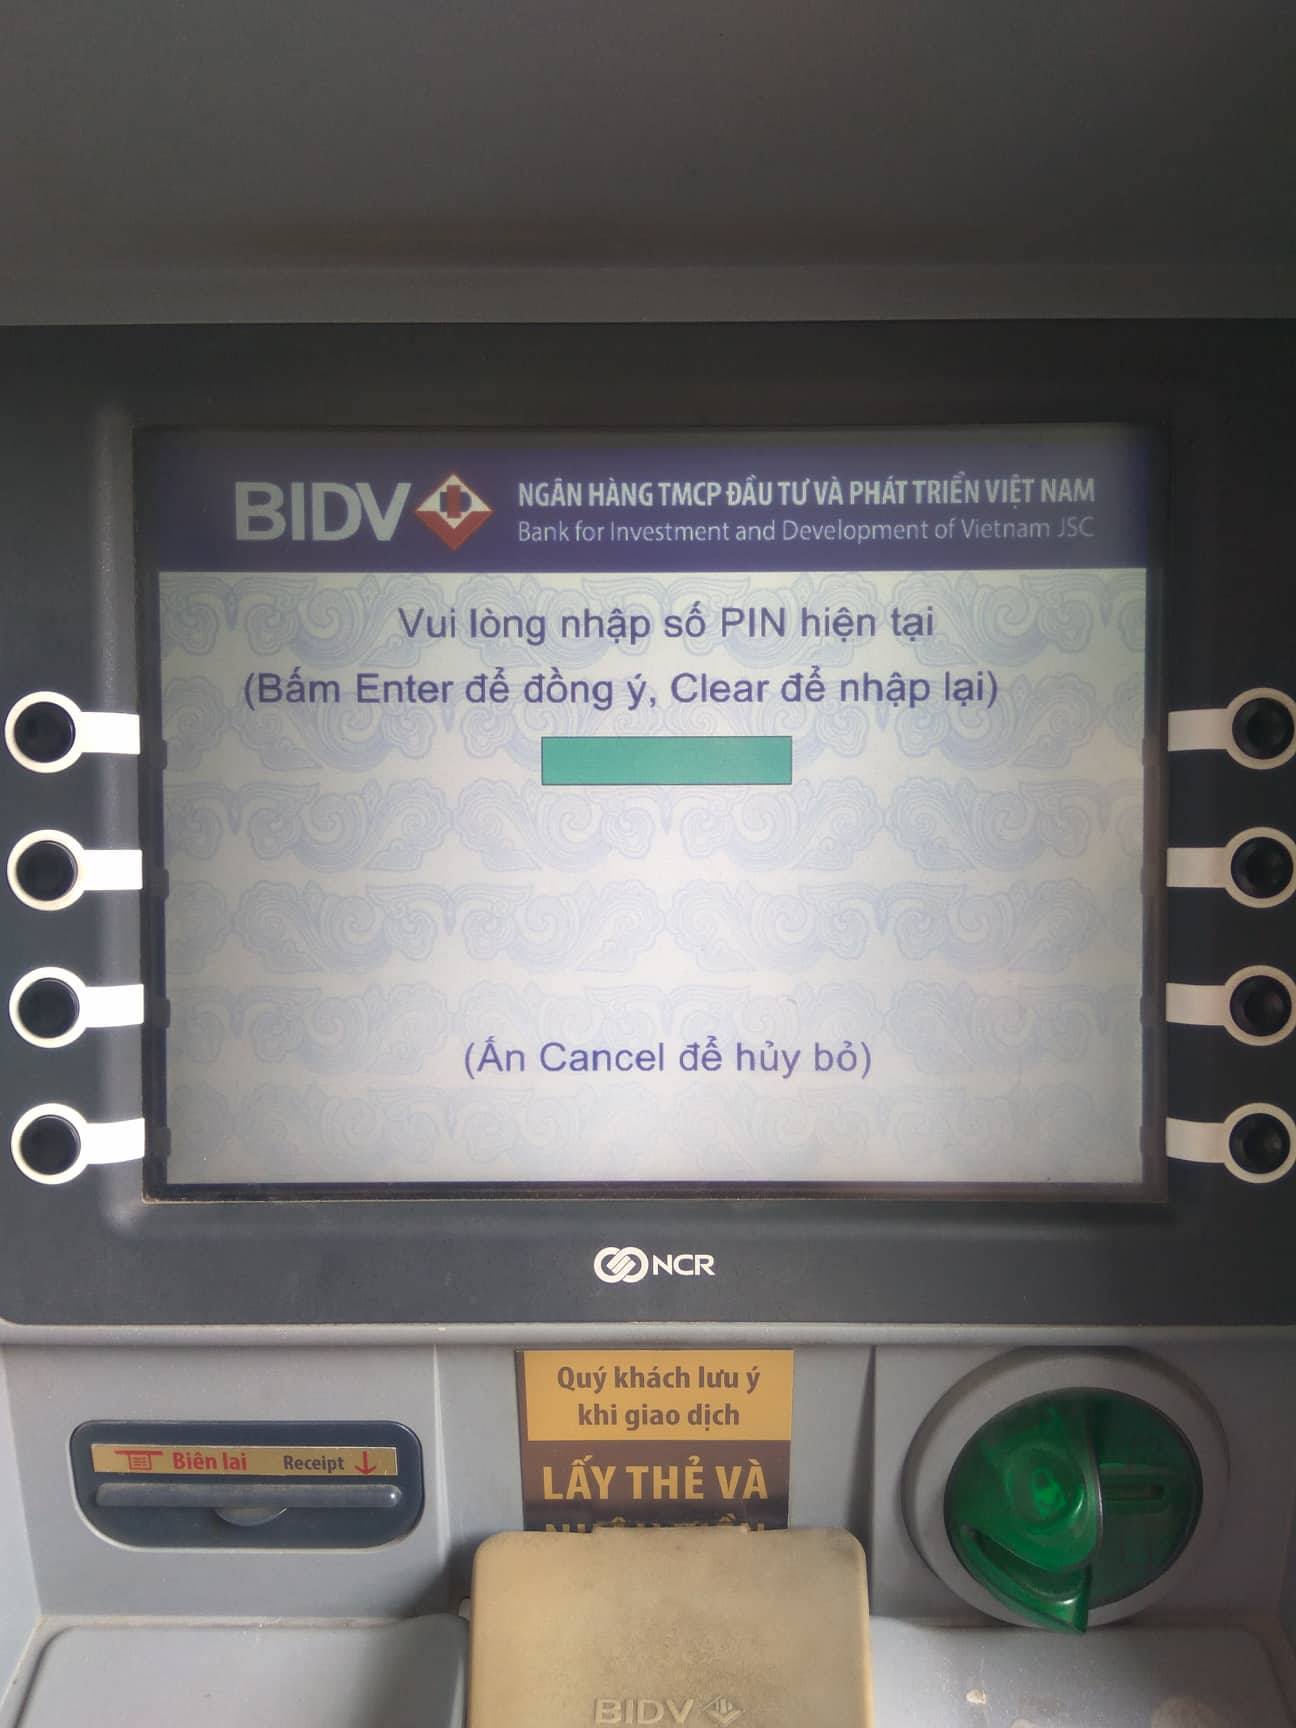 BIDV
NGÂN HÀNG TMCP ĐẦU TƯ VÀ PHÁT TRIỂN VIỆT NAM
Bank for Investment and Development of Vietnam JSC
Vui lòng nhập số PIN hiện tại
(Bấm Enter để đồng ý, Clear để nhập lại)
(Ấn Cancel để hủy bỏ)
NCR
Quý khách lưu ý
khi giao dịch
LẤY THẺ VÀ
Biên lai Receipt
BIDV